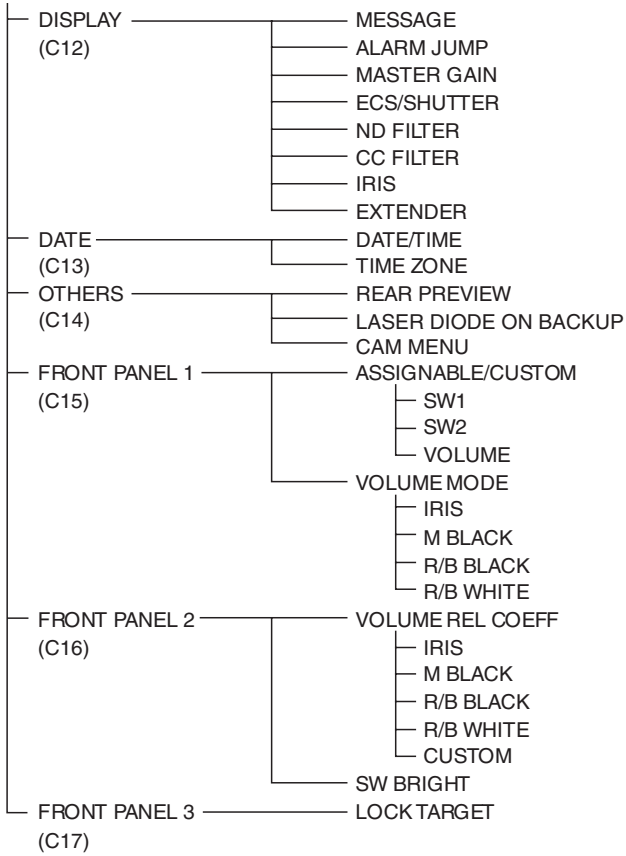 DISPLAY MESSAGE
(C12) ALARM JUMP
MASTER GAIN
ECS/SHUTTER
ND FILTER
CC FILTER
IRIS
EXTENDER
DATE DATE/TIME
(C13) TIME ZONE
OTHERS REAR PREVIEW
(C14) LASER DIODE ON BACKUP
CAM MENU
FRONT PANEL 1 ASSIGNABLE/CUSTOM
(C15) SW1
SW2
VOLUME
VOLUME MODE
IRIS
M BLACK
R/B BLACK
R/B WHITE
FRONT PANEL 2 VOLUME REL COEFF
(C16) IRIS
M BLACK
R/B BLACK
R/B WHITE
CUSTOM
SW BRIGHT
FRONT PANEL 3 LOCK TARGET
(C17)